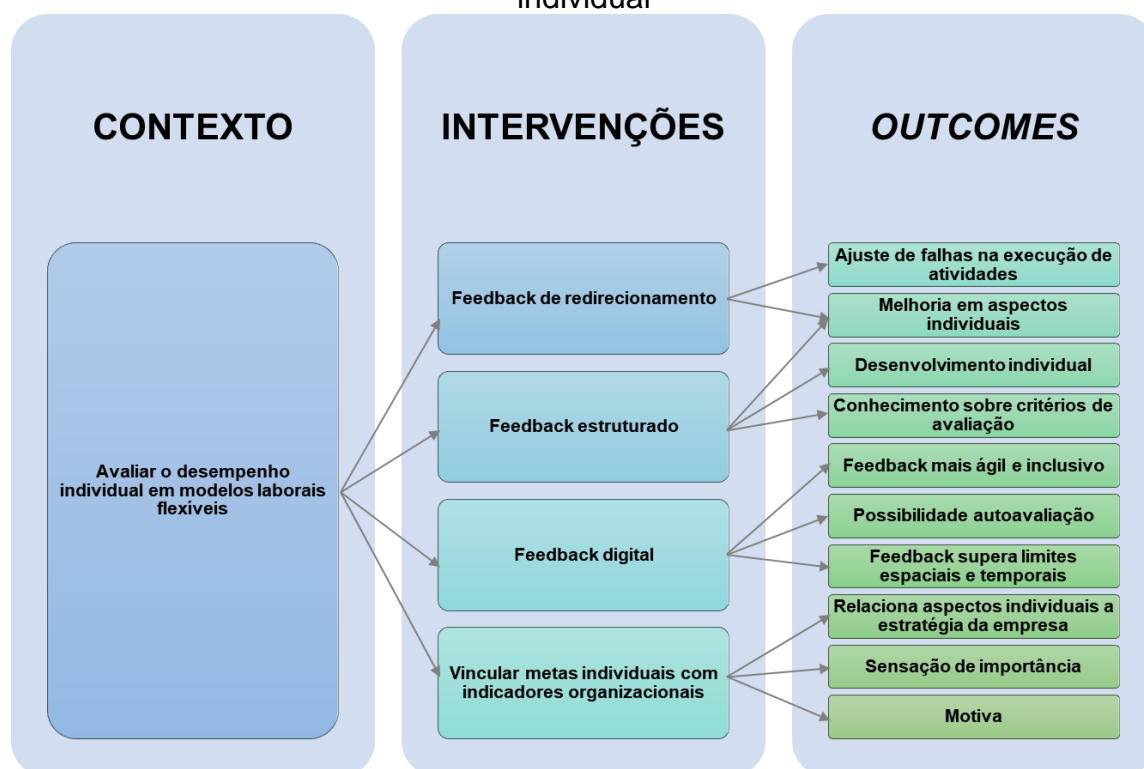 individual
CONTEXTO
INTERVENÇÕES
OUTCOMES
Avaliar o desempenho
individual em modelos laborais
flexíveis
Feedback de redirecionamento
Feedback estruturado
Feedback digital
Vincular metas individuais com
indicadores organizacionais
Ajuste de falhas na execução de
atividades
Melhoria em aspectos
individuais
Desenvolvimento individual
Conhecimento sobre critérios de
avaliação
Feedback mais ágil e inclusivo
Possibilidade autoavaliação
Feedback supera limites
espaciais e temporais
Relaciona aspectos individuais a
estratégia da empresa
Sensação de importância
Motiva